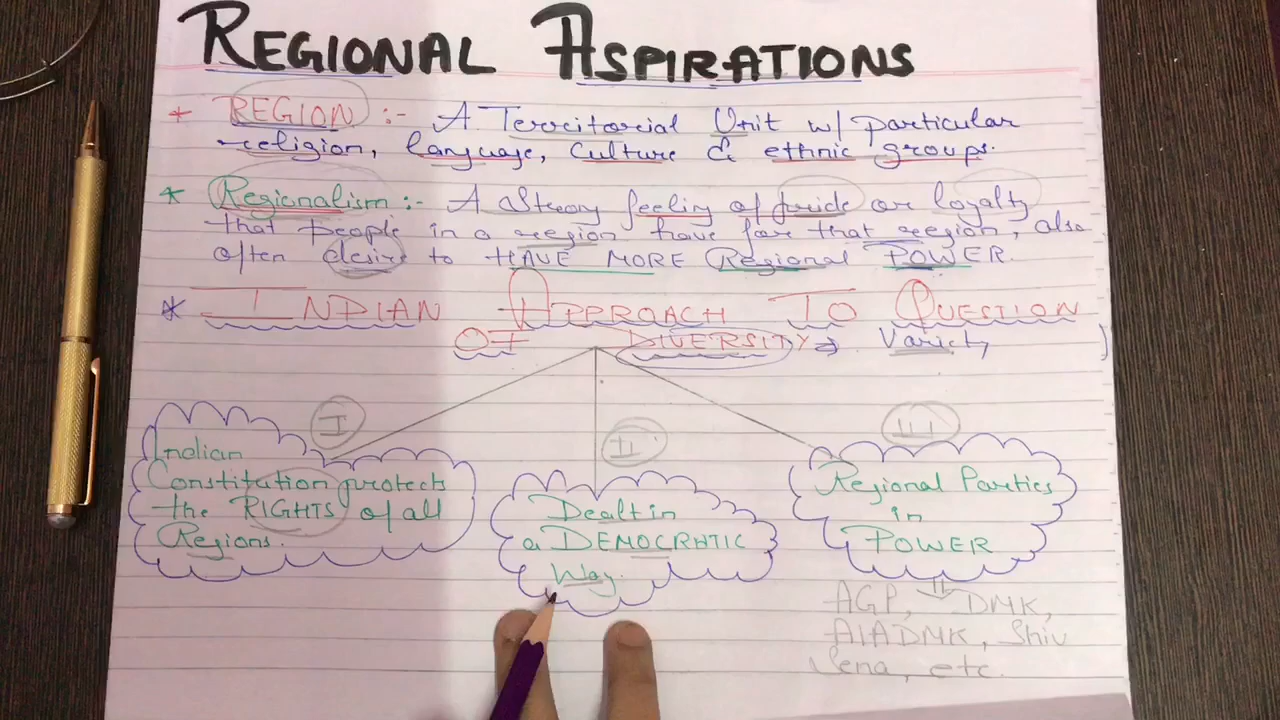 REGIONAL ASPIRATIONS
* REGION :- A Territorial Unit w/ particular
religion, language, culture & ethnic groups.
* Regionalism :- A strong feeling of pride or loyalty
that people in a region have for that region, also
often desire to HAVE MORE Regional POWER.
* INDIAN APPROACH TO QUESTION
OF DIVERSITY → Variety
I
Indian
Constitution protects
the RIGHTS of all
Regions.
II
Dealt in
a DEMOCRATIC
Way.
III
Regional Parties
in
POWER
AGP, DMK,
AIADMK, Shiv
Sena, etc.